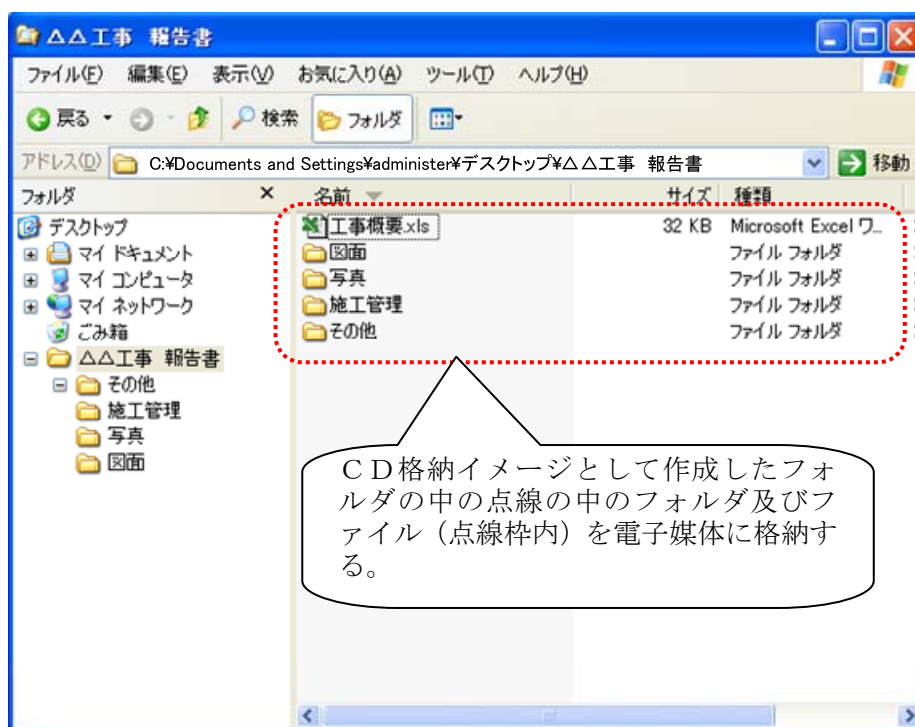 △△工事 報告書
ファイル(F) 編集(E) 表示(V) お気に入り(A) ツール(T) ヘルプ(H)
戻る 検索 フォルダ
アドレス(D) C:¥Documents and Settings¥administer¥デスクトップ¥△△工事 報告書 移動
フォルダ × 名前 サイズ 種類
デスクトップ
マイ ドキュメント
マイ コンピュータ
マイ ネットワーク
ごみ箱
△△工事 報告書
その他
施工管理
写真
図面
工事概要.xls 32 KB Microsoft Excel ワ...
図面 ファイル フォルダ
写真 ファイル フォルダ
施工管理 ファイル フォルダ
その他 ファイル フォルダ
ＣＤ格納イメージとして作成したフォ
ルダの中の点線の中のフォルダ及びフ
ァイル（点線枠内）を電子媒体に格納す
る。